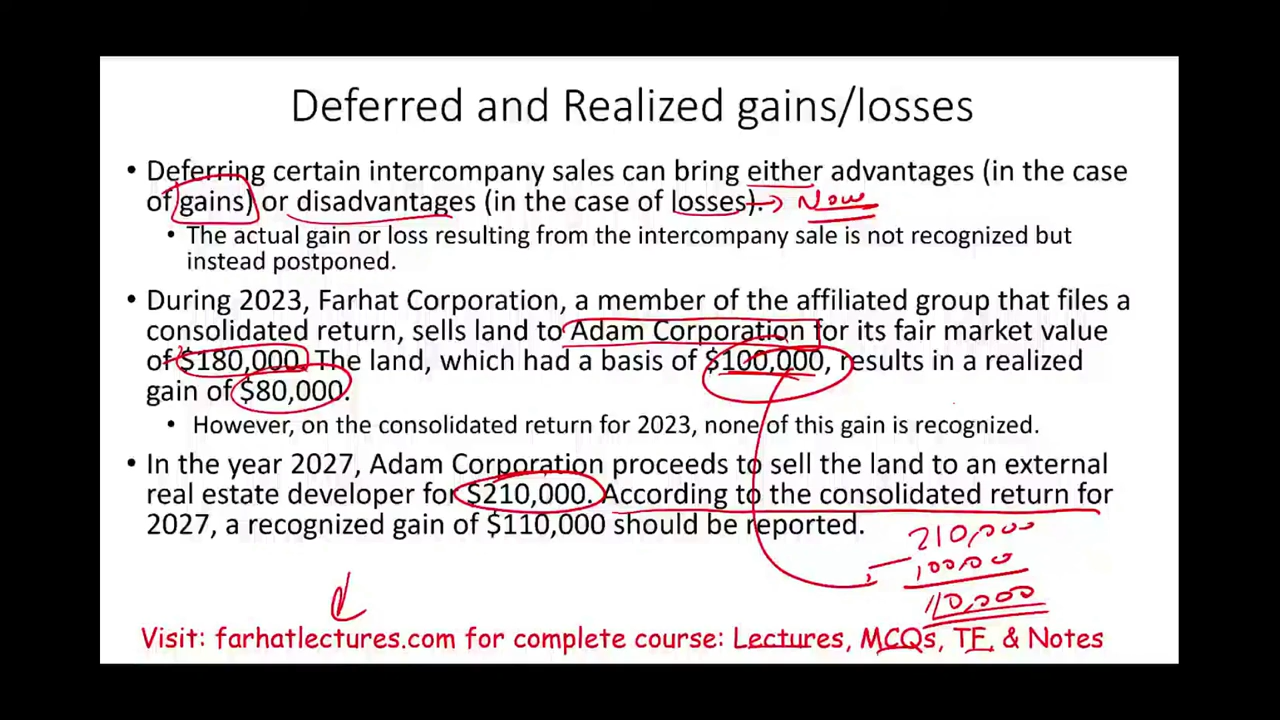 Deferred and Realized gains/losses
• Deferring certain intercompany sales can bring either advantages (in the case
of gains) or disadvantages (in the case of losses). → Now
• The actual gain or loss resulting from the intercompany sale is not recognized but
instead postponed.
• During 2023, Farhat Corporation, a member of the affiliated group that files a
consolidated return, sells land to Adam Corporation for its fair market value
of $180,000. The land, which had a basis of $100,000, results in a realized
gain of $80,000.
• However, on the consolidated return for 2023, none of this gain is recognized.
• In the year 2027, Adam Corporation proceeds to sell the land to an external
real estate developer for $210,000. According to the consolidated return for
2027, a recognized gain of $110,000 should be reported.
210,000
100,00
110,000
Visit: farhatlectures.com for complete course: Lectures, MCQs, TF, & Notes